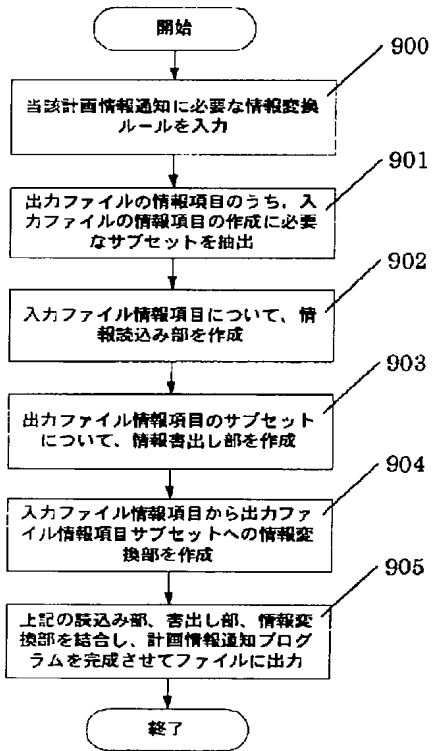 開始
900
当該計画情報通知に必要な情報変換
ルールを入力
901
出力ファイルの情報項目のうち，入
力ファイルの情報項目の作成に必要
なサブセットを抽出
902
入力ファイル情報項目について、情
報読込み部を作成
903
出力ファイル情報項目のサブセット
について、情報書出し部を作成
904
入力ファイル情報項目から出力ファ
イル情報項目サブセットへの情報変
換部を作成
905
上記の読込み部、書出し部、情報変
換部を結合し、計画情報通知プログ
ラムを完成させてファイルに出力
終了